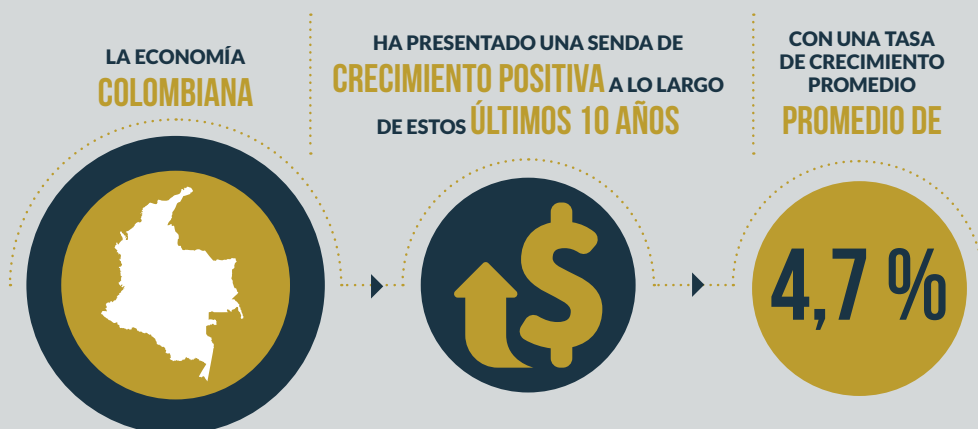 LA ECONOMÍA
COLOMBIANA
HA PRESENTADO UNA SENDA DE
CRECIMIENTO POSITIVA A LO LARGO
DE ESTOS ÚLTIMOS 10 AÑOS
CON UNA TASA
DE CRECIMIENTO
PROMEDIO
PROMEDIO DE
$
4,7 %